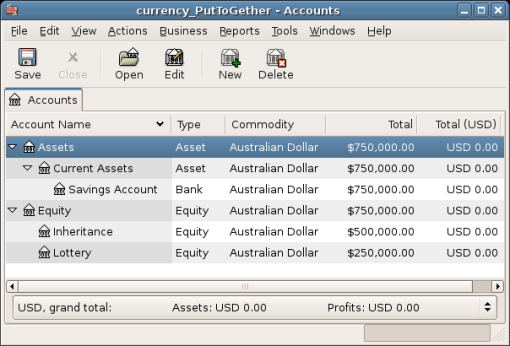 currency_PutToGether - Accounts
File Edit View Actions Business Reports Tools Windows Help
Save Close Open Edit New Delete
Accounts
Account Name Type Commodity Total Total (USD)
Assets Asset Australian Dollar $750,000.00 USD 0.00
Current Assets Asset Australian Dollar $750,000.00 USD 0.00
Savings Account Bank Australian Dollar $750,000.00 USD 0.00
Equity Equity Australian Dollar $750,000.00 USD 0.00
Inheritance Equity Australian Dollar $500,000.00 USD 0.00
Lottery Equity Australian Dollar $250,000.00 USD 0.00
USD, grand total: Assets: USD 0.00 Profits: USD 0.00